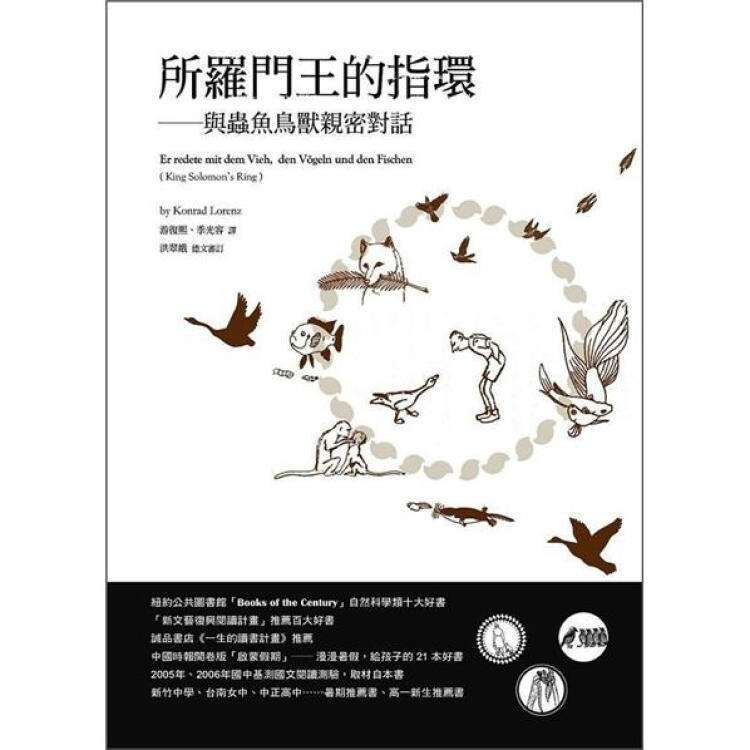 所羅門王的指環
——與蟲魚鳥獸親密對話
Er redete mit dem Vieh, den Vögeln und den Fischen
( King Solomon's Ring )
by Konrad Lorenz
游復熙、季光容 譯
洪翠娥 德文審訂
紐約公共圖書館「Books of the Century」自然科學類十大好書
「新文藝復興閱讀計畫」推薦百大好書
誠品書店《一生的讀書計畫》推薦
中國時報開卷版「啟蒙假期」── 漫漫暑假，給孩子的 21 本好書
2005年、2006年國中基測國文閱讀測驗，取材自本書
新竹中學、台南女中、中正高中……暑期推薦書、高一新生推薦書